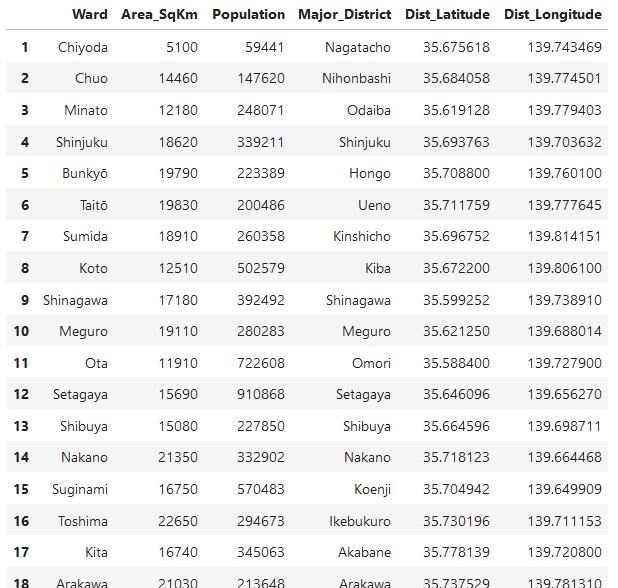 Ward Area_SqKm Population Major_District Dist_Latitude Dist_Longitude
1 Chiyoda 5100 59441 Nagatacho 35.675618 139.743469
2 Chuo 14460 147620 Nihonbashi 35.684058 139.774501
3 Minato 12180 248071 Odaiba 35.619128 139.779403
4 Shinjuku 18620 339211 Shinjuku 35.693763 139.703632
5 Bunkyō 19790 223389 Hongo 35.708800 139.760100
6 Taitō 19830 200486 Ueno 35.711759 139.777645
7 Sumida 18910 260358 Kinshicho 35.696752 139.814151
8 Koto 12510 502579 Kiba 35.672200 139.806100
9 Shinagawa 17180 392492 Shinagawa 35.599252 139.738910
10 Meguro 19110 280283 Meguro 35.621250 139.688014
11 Ota 11910 722608 Omori 35.588400 139.727900
12 Setagaya 15690 910868 Setagaya 35.646096 139.656270
13 Shibuya 15080 227850 Shibuya 35.664596 139.698711
14 Nakano 21350 332902 Nakano 35.718123 139.664468
15 Suginami 16750 570483 Koenji 35.704942 139.649909
16 Toshima 22650 294673 Ikebukuro 35.730196 139.711153
17 Kita 16740 345063 Akabane 35.778139 139.720800
18 Arakawa 21030 213648 Arakawa 35.737529 139.781310